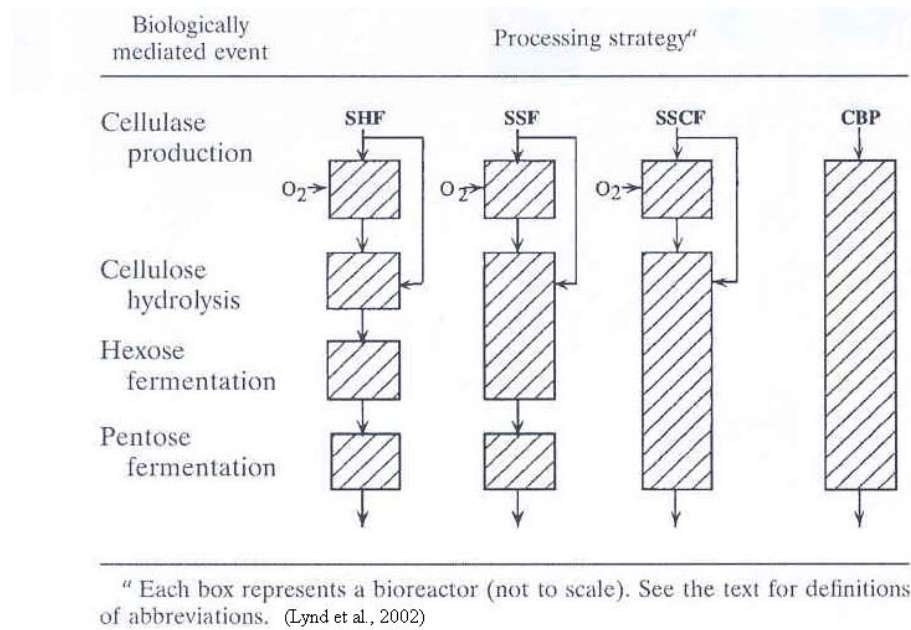 Biologically
mediated event
Processing strategyᵃ
Cellulase
production
SHF
SSF
SSCF
CBP
O₂
O₂
O₂
Cellulose
hydrolysis
Hexose
fermentation
Pentose
fermentation
ᵃ Each box represents a bioreactor (not to scale). See the text for definitions
of abbreviations. (Lynd et al., 2002)